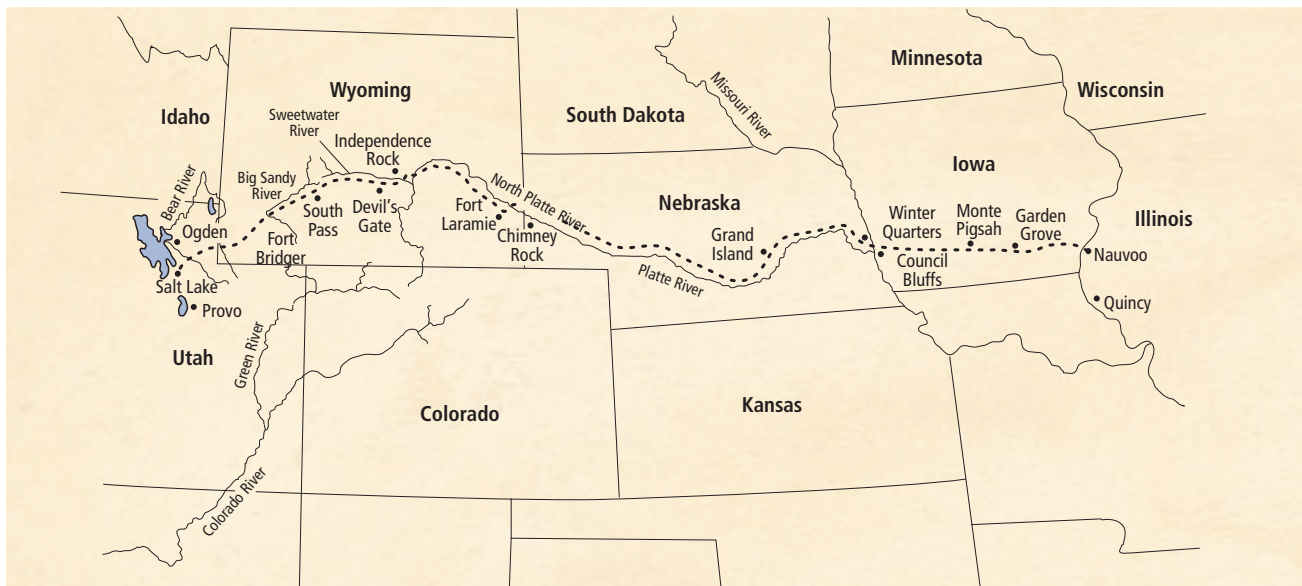 Minnesota
Wisconsin
Wyoming
Idaho
South Dakota
Missouri River
Sweetwater
River
Independence
Rock
Iowa
Bear River
Big Sandy
River
North Platte River
Nebraska
Fort
Laramie
South
Pass
Devil's
Gate
Chimney
Rock
Winter
Quarters
Monte
Pigsah
Garden
Grove
Illinois
Ogden
Fort
Bridger
Grand
Island
Council
Bluffs
Nauvoo
Platte River
Salt Lake
Provo
Quincy
Utah
Green River
Colorado
Kansas
Colorado River